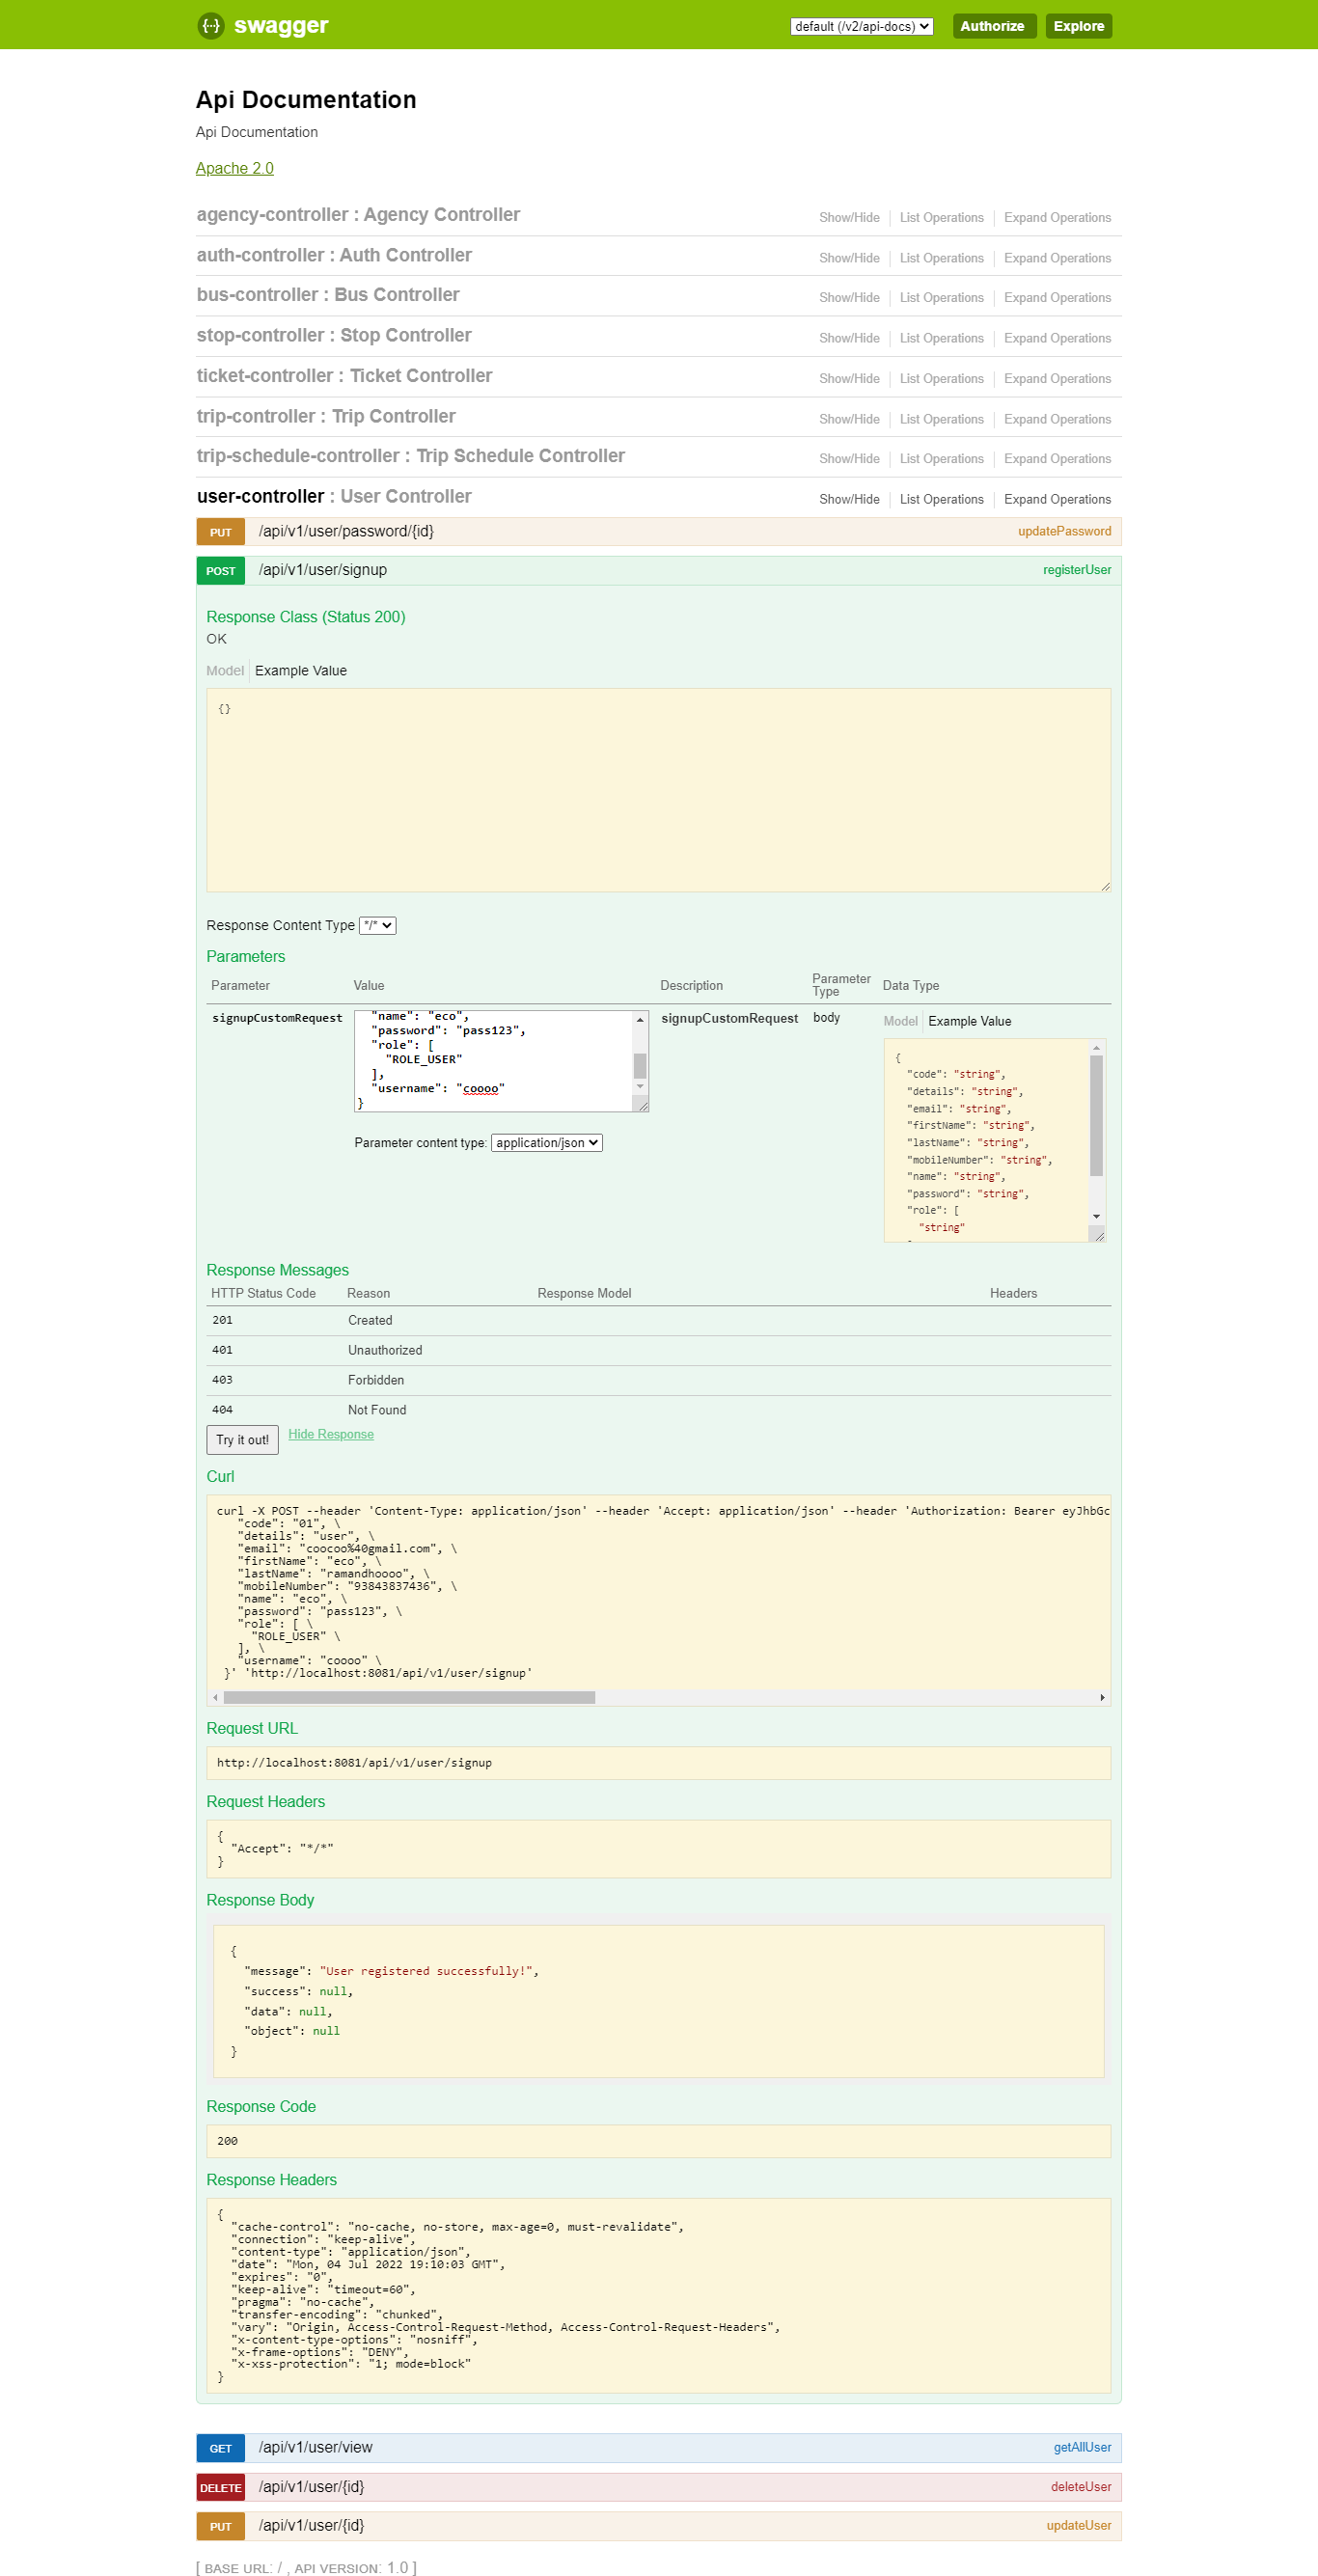 swagger
default (/v2/api-docs)
Authorize
Explore
Api Documentation
Api Documentation
Apache 2.0
agency-controller : Agency Controller Show/Hide List Operations Expand Operations
auth-controller : Auth Controller Show/Hide List Operations Expand Operations
bus-controller : Bus Controller Show/Hide List Operations Expand Operations
stop-controller : Stop Controller Show/Hide List Operations Expand Operations
ticket-controller : Ticket Controller Show/Hide List Operations Expand Operations
trip-controller : Trip Controller Show/Hide List Operations Expand Operations
trip-schedule-controller : Trip Schedule Controller Show/Hide List Operations Expand Operations
user-controller : User Controller Show/Hide List Operations Expand Operations
PUT /api/v1/user/password/{id} updatePassword
POST /api/v1/user/signup registerUser
Response Class (Status 200)
OK
Model Example Value
{}
Response Content Type */*
Parameters
Parameter Value Description Parameter Type Data Type
signupCustomRequest
"name": "eco",
"password": "pass123",
"role": [
"ROLE_USER"
],
"username": "coooo"
}
Parameter content type: application/json
signupCustomRequest
body
Model Example Value
{
"code": "string",
"details": "string",
"email": "string",
"firstName": "string",
"lastName": "string",
"mobileNumber": "string",
"name": "string",
"password": "string",
"role": [
"string"
Response Messages
HTTP Status Code Reason Response Model Headers
201 Created
401 Unauthorized
403 Forbidden
404 Not Found
Try it out! Hide Response
Curl
curl -X POST --header 'Content-Type: application/json' --header 'Accept: application/json' --header 'Authorization: Bearer eyJhbGc
"code": "01", \
"details": "user", \
"email": "coocoo%40gmail.com", \
"firstName": "eco", \
"lastName": "ramandhoooo", \
"mobileNumber": "93843837436", \
"name": "eco", \
"password": "pass123", \
"role": [ \
"ROLE_USER" \
], \
"username": "coooo" \
}' 'http://localhost:8081/api/v1/user/signup'
Request URL
http://localhost:8081/api/v1/user/signup
Request Headers
{
"Accept": "*/*"
}
Response Body
{
"message": "User registered successfully!",
"success": null,
"data": null,
"object": null
}
Response Code
200
Response Headers
{
"cache-control": "no-cache, no-store, max-age=0, must-revalidate",
"connection": "keep-alive",
"content-type": "application/json",
"date": "Mon, 04 Jul 2022 19:10:03 GMT",
"expires": "0",
"keep-alive": "timeout=60",
"pragma": "no-cache",
"transfer-encoding": "chunked",
"vary": "Origin, Access-Control-Request-Method, Access-Control-Request-Headers",
"x-content-type-options": "nosniff",
"x-frame-options": "DENY",
"x-xss-protection": "1; mode=block"
}
GET /api/v1/user/view getAllUser
DELETE /api/v1/user/{id} deleteUser
PUT /api/v1/user/{id} updateUser
[ BASE URL: / , API VERSION: 1.0 ]